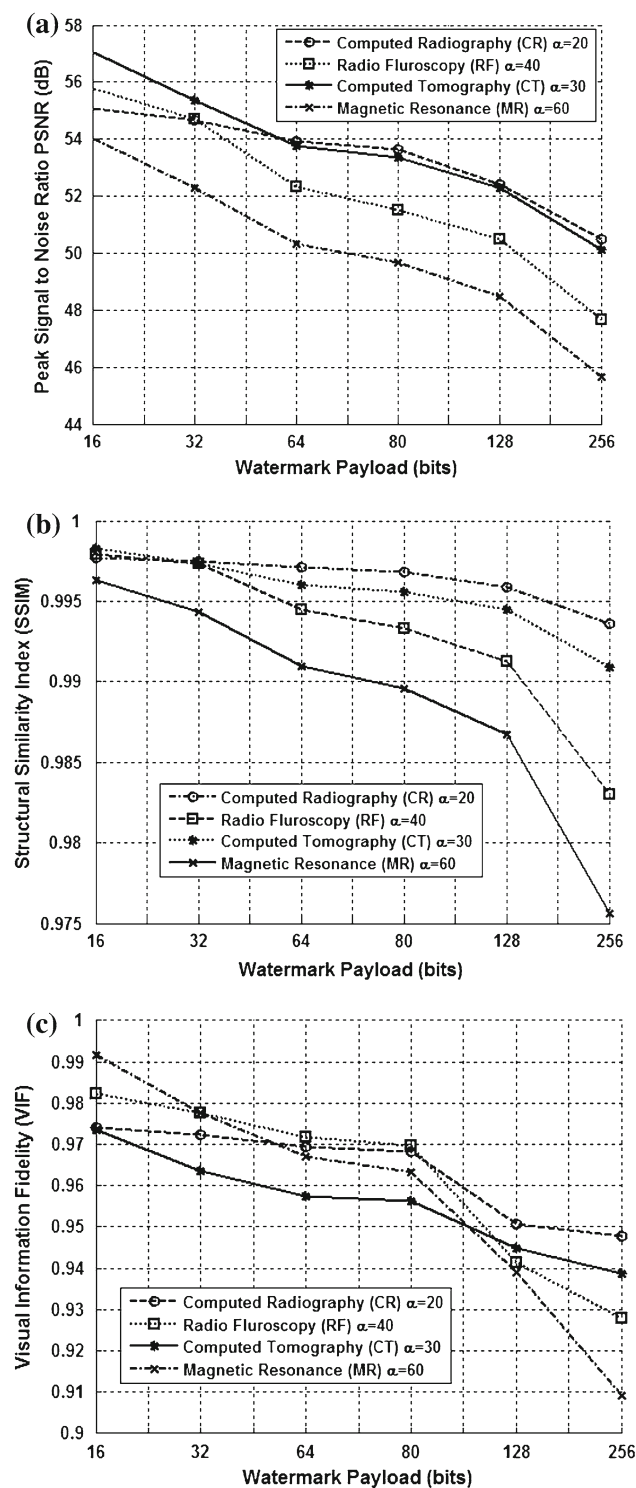 (a)
58
56
54
52
50
48
46
44
Peak Signal to Noise Ratio PSNR (dB)
Computed Radiography (CR) α=20
Radio Fluroscopy (RF) α=40
Computed Tomography (CT) α=30
Magnetic Resonance (MR) α=60
16 32 64 80 128 256
Watermark Payload (bits)
(b)
1
0.995
0.99
0.985
0.98
0.975
Structural Similarity Index (SSIM)
Computed Radiography (CR) α=20
Radio Fluroscopy (RF) α=40
Computed Tomography (CT) α=30
Magnetic Resonance (MR) α=60
16 32 64 80 128 256
Watermark Payload (bits)
(c)
1
0.99
0.98
0.97
0.96
0.95
0.94
0.93
0.92
0.91
0.9
Visual Information Fidelity (VIF)
Computed Radiography (CR) α=20
Radio Fluroscopy (RF) α=40
Computed Tomography (CT) α=30
Magnetic Resonance (MR) α=60
16 32 64 80 128 256
Watermark Payload (bits)